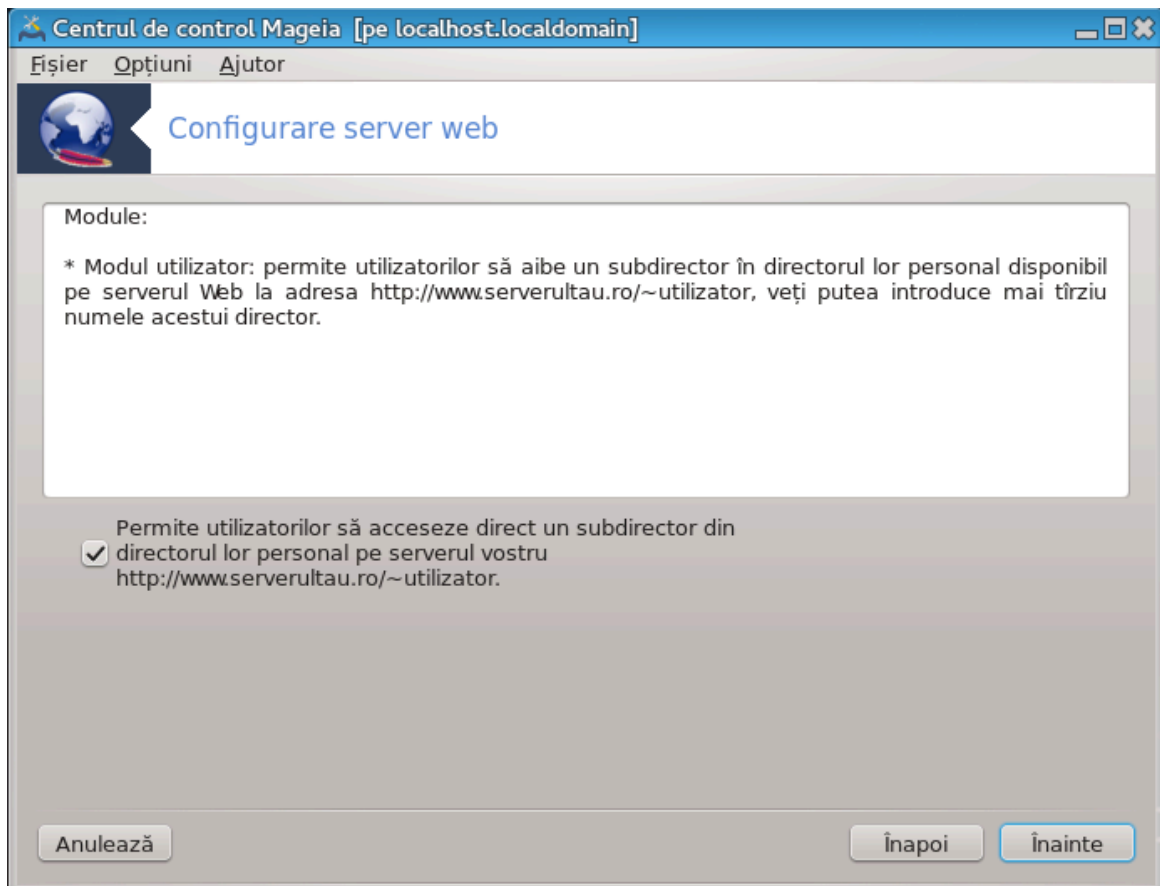 Centrul de control Mageia [pe localhost.localdomain]
Fișier Opțiuni Ajutor
Configurare server web
Module:
* Modul utilizator: permite utilizatorilor să aibe un subdirector în directorul lor personal disponibil
pe serverul Web la adresa http://www.serverultau.ro/~utilizator, veți putea introduce mai tîrziu
numele acestui director.
Permite utilizatorilor să acceseze direct un subdirector din
directorul lor personal pe serverul vostru
http://www.serverultau.ro/~utilizator.
Anulează Înapoi Înainte